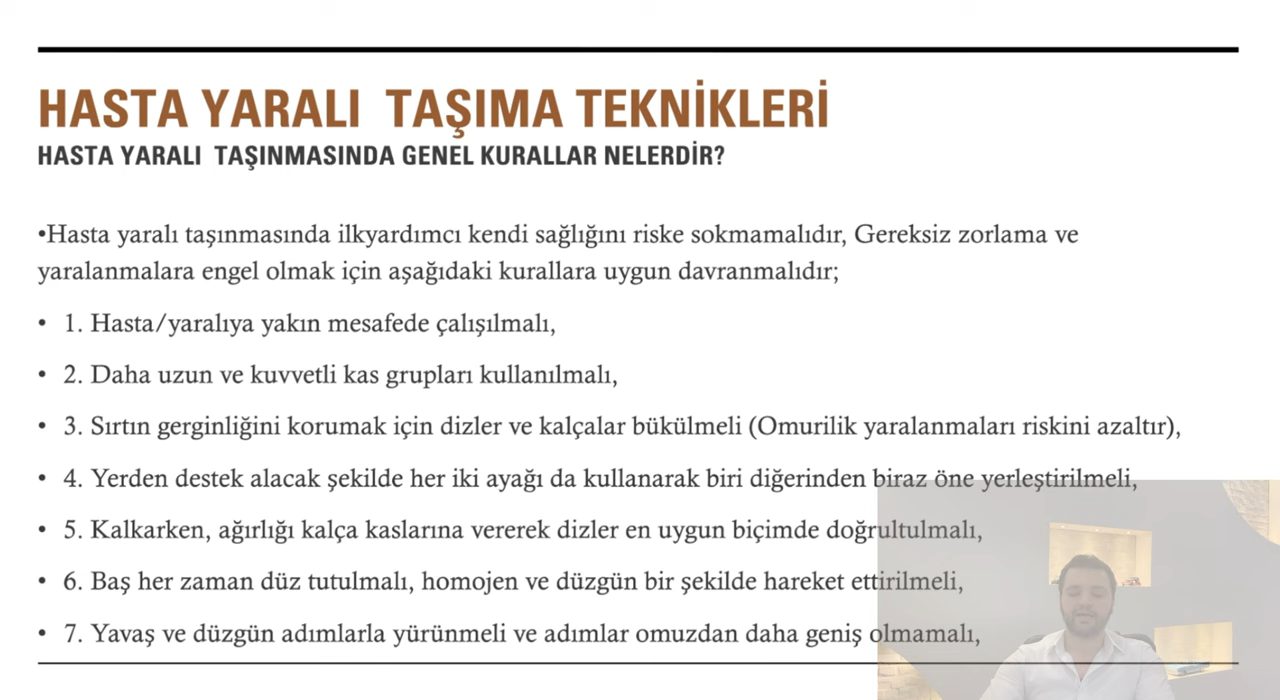 HASTA YARALI TAŞIMA TEKNİKLERİ
HASTA YARALI TAŞINMASINDA GENEL KURALLAR NELERDİR?
•Hasta yaralı taşınmasında ilkyardımcı kendi sağlığını riske sokmamalıdır, Gereksiz zorlama ve
yaralanmalara engel olmak için aşağıdaki kurallara uygun davranmalıdır;
• 1. Hasta/yaralıya yakın mesafede çalışılmalı,
• 2. Daha uzun ve kuvvetli kas grupları kullanılmalı,
• 3. Sırtın gerginliğini korumak için dizler ve kalçalar bükülmeli (Omurilik yaralanmaları riskini azaltır),
• 4. Yerden destek alacak şekilde her iki ayağı da kullanarak biri diğerinden biraz öne yerleştirilmeli,
• 5. Kalkarken, ağırlığı kalça kaslarına vererek dizler en uygun biçimde doğrultulmalı,
• 6. Baş her zaman düz tutulmalı, homojen ve düzgün bir şekilde hareket ettirilmeli,
• 7. Yavaş ve düzgün adımlarla yürünmeli ve adımlar omuzdan daha geniş olmamalı,